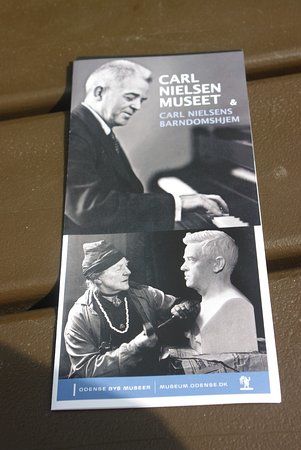 CARL
NIELSEN
MUSEET &
CARL NIELSENS
BARNDOMSHJEM
ODENSE BYS MUSEER | MUSEUM.ODENSE.DK